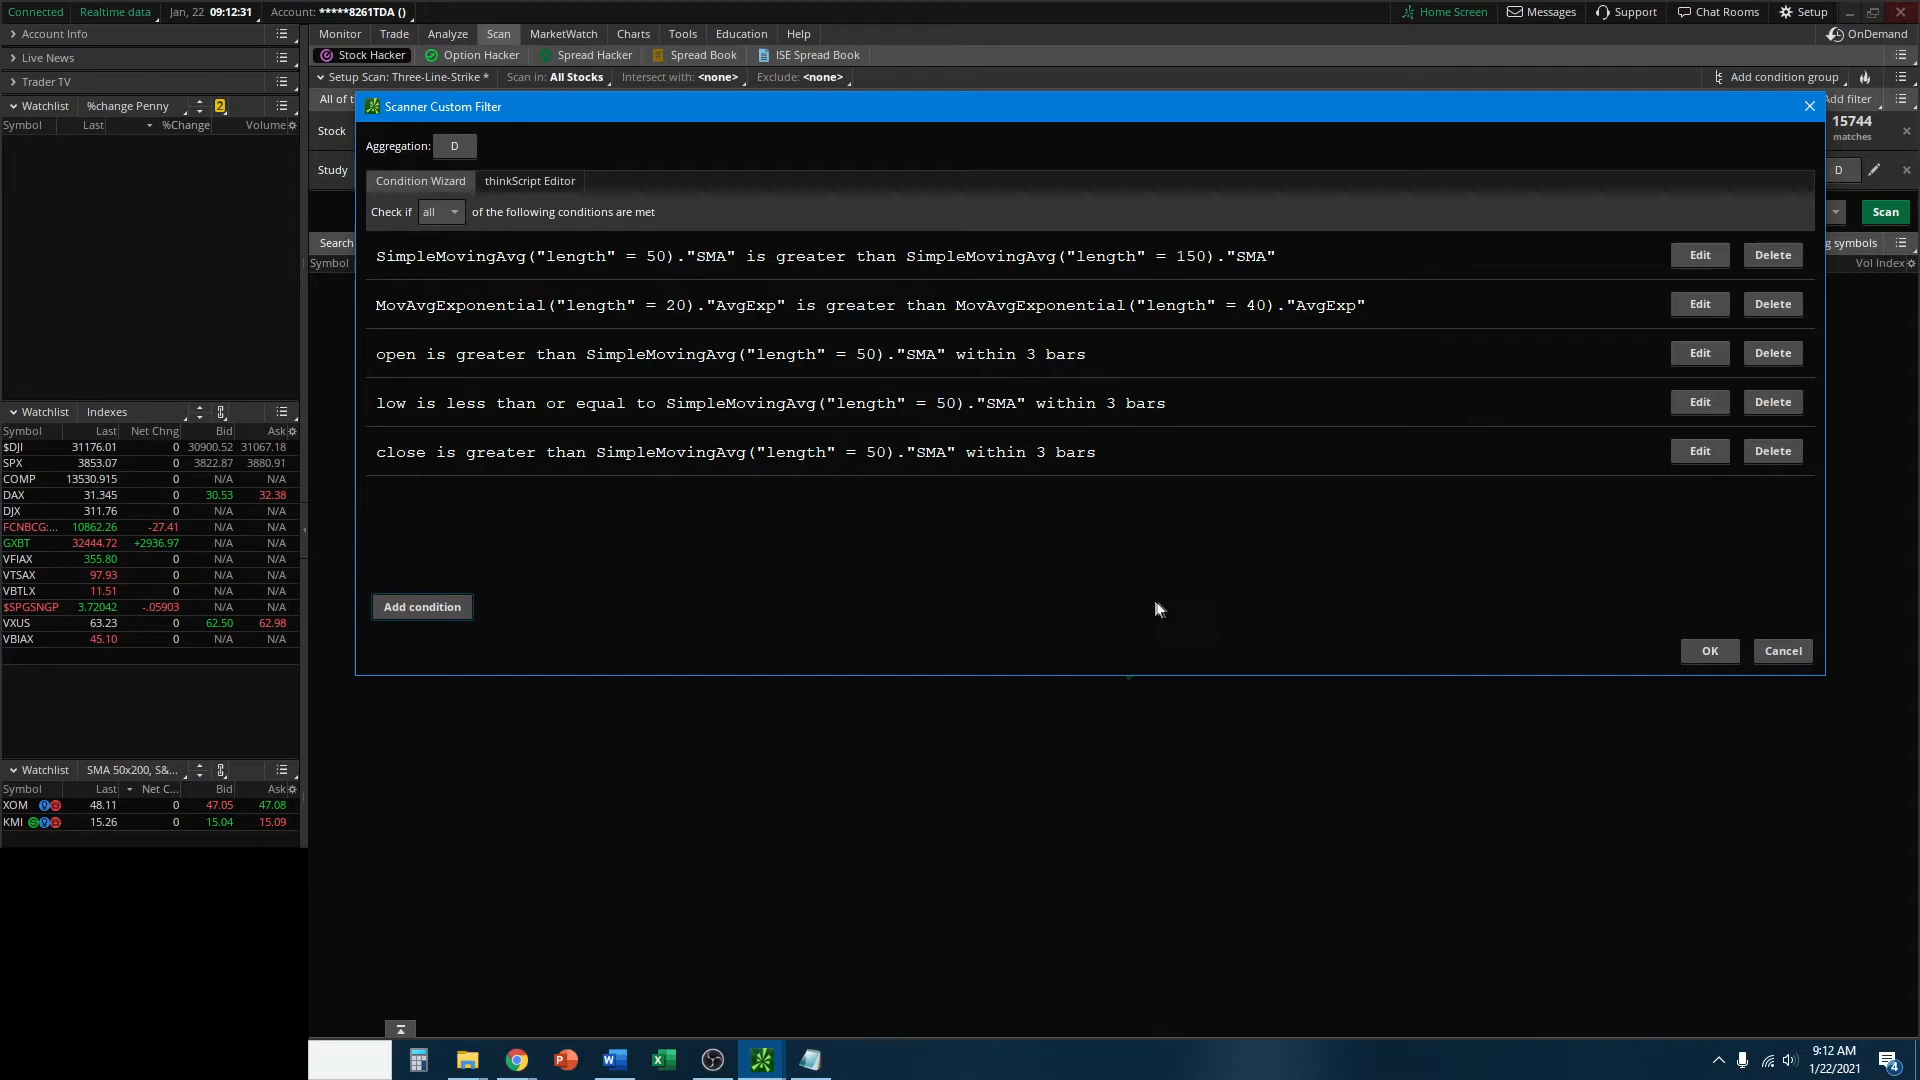 Connected Realtime data Jan, 22 09:12:31 Account: *****8261TDA () Home Screen Messages Support Chat Rooms Setup
Account Info
Live News
Trader TV
Monitor Trade Analyze Scan MarketWatch Charts Tools Education Help OnDemand
Stock Hacker Option Hacker Spread Hacker Spread Book ISE Spread Book
Setup Scan: Three-Line-Strike * Scan in: All Stocks Intersect with: <none> Exclude: <none> Add condition group
All of t
Add filter
Stock
15744
matches
Study
D
Scan
Search
g symbols
Symbol
Vol Index
Watchlist %change Penny 2
Symbol Last %Change Volume
Watchlist Indexes
Symbol Last Net Chng Bid Ask
$DJI 31176.01 0 30900.52 31067.18
SPX 3853.07 0 3822.87 3880.91
COMP 13530.915 0 N/A N/A
DAX 31.345 0 30.53 32.38
DJX 311.76 0 N/A N/A
FCNBCG:... 10862.26 -27.41 N/A N/A
GXBT 32444.72 +2936.97 N/A N/A
VFIAX 355.80 0 N/A N/A
VTSAX 97.93 0 N/A N/A
VBTLX 11.51 0 N/A N/A
$SPGSNGP 3.72042 -.05903 N/A N/A
VXUS 63.23 0 62.50 62.98
VBIAX 45.10 0 N/A N/A
Watchlist SMA 50x200, S&...
Symbol Last Net C... Bid Ask
XOM 48.11 0 47.05 47.08
KMI 15.26 0 15.04 15.09
Scanner Custom Filter
Aggregation: D
Condition Wizard thinkScript Editor
Check if all of the following conditions are met
SimpleMovingAvg("length" = 50)."SMA" is greater than SimpleMovingAvg("length" = 150)."SMA" Edit Delete
MovAvgExponential("length" = 20)."AvgExp" is greater than MovAvgExponential("length" = 40)."AvgExp" Edit Delete
open is greater than SimpleMovingAvg("length" = 50)."SMA" within 3 bars Edit Delete
low is less than or equal to SimpleMovingAvg("length" = 50)."SMA" within 3 bars Edit Delete
close is greater than SimpleMovingAvg("length" = 50)."SMA" within 3 bars Edit Delete
Add condition
OK Cancel
9:12 AM
1/22/2021
4